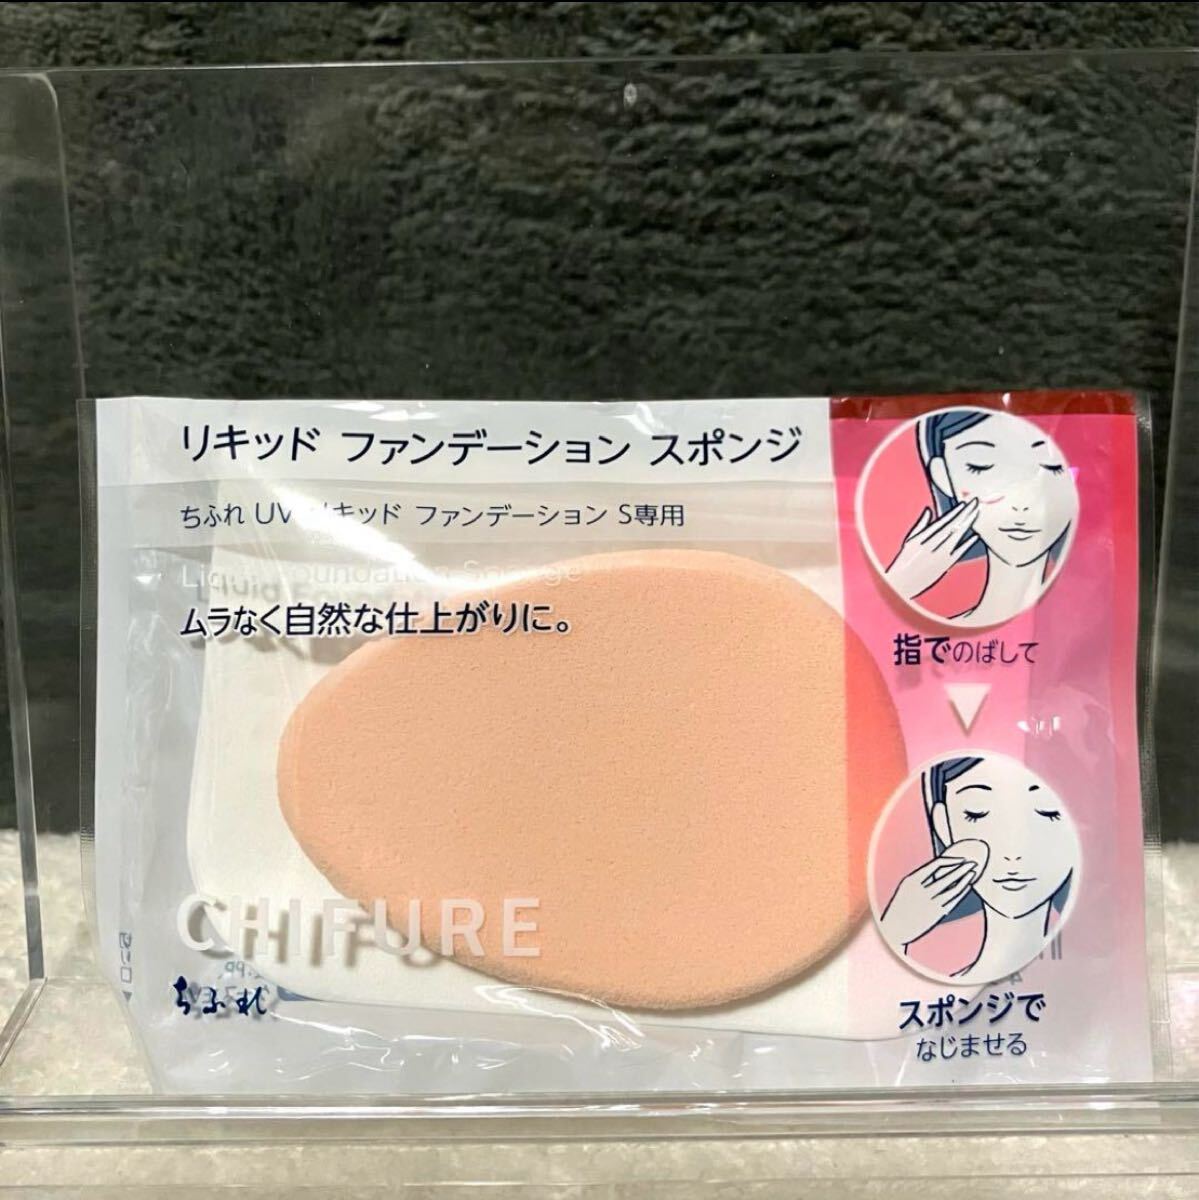 リキッド ファンデーション スポンジ
ちふれ UV リキッド ファンデーション S専用
Liquid Foundation Sponge
ムラなく自然な仕上がりに。
指でのばして
スポンジで
なじませる
CHIFURE
ちふれ